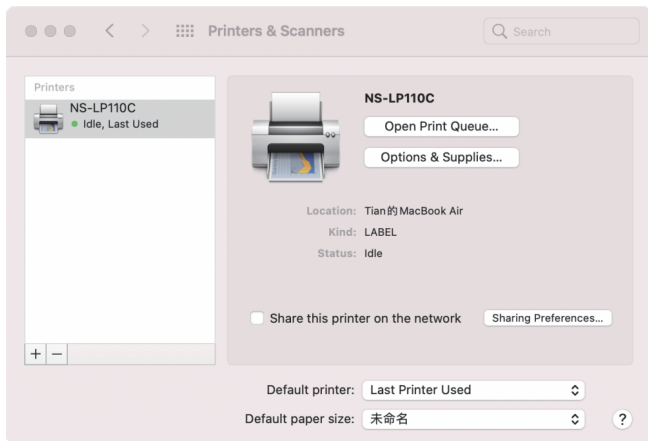 Printers & Scanners
Search
Printers
NS-LP110C
Idle, Last Used
NS-LP110C
Open Print Queue...
Options & Supplies...
Location: Tian的MacBook Air
Kind: LABEL
Status: Idle
Share this printer on the network
Sharing Preferences...
+ −
Default printer: Last Printer Used
Default paper size: 未命名
?